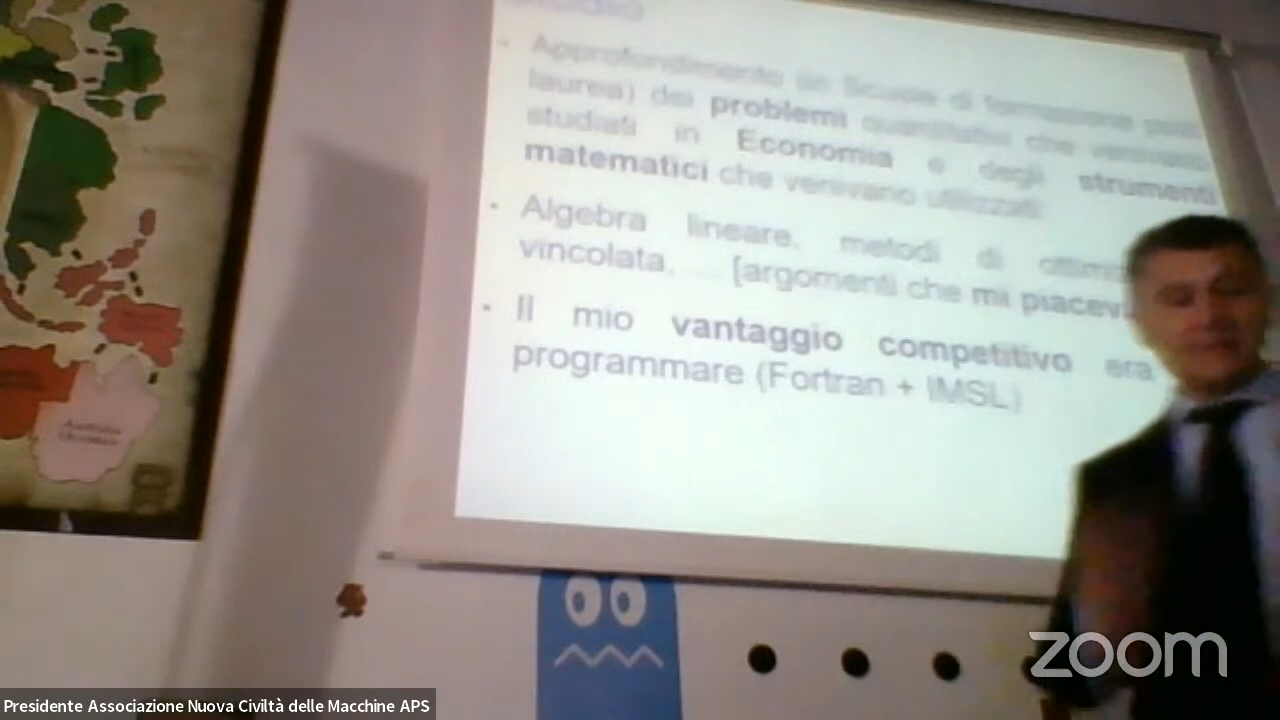 • Approfondimento (in Scuole di formazione post
laurea) dei problemi quantitativi che venivano
studiati in Economia e degli strumenti
matematici che venivano utilizzati
• Algebra lineare, metodi di
vincolata, [argomenti che mi
• Il mio vantaggio competitivo era
programmare (Fortran + IMSL)
zoom
Presidente Associazione Nuova Civiltà delle Macchine APS